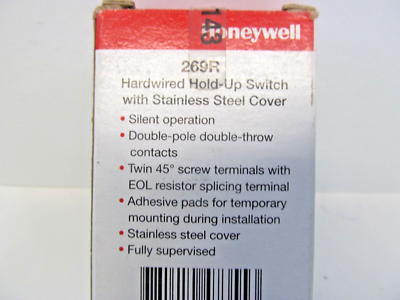 Honeywell
143
269R
Hardwired Hold-Up Switch
with Stainless Steel Cover
• Silent operation
• Double-pole double-throw
contacts
• Twin 45° screw terminals with
EOL resistor splicing terminal
• Adhesive pads for temporary
mounting during installation
• Stainless steel cover
• Fully supervised